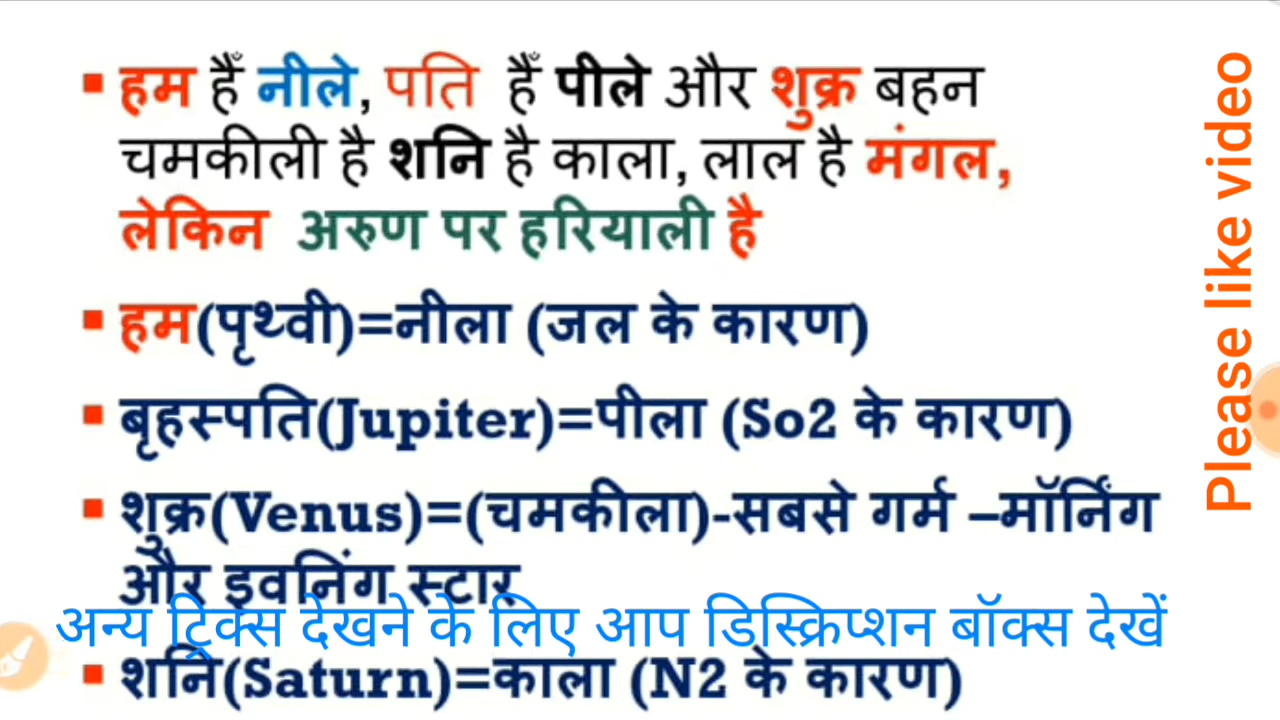 हम हैँ नीले, पति हैँ पीले और शुक्र बहन
चमकीली है शनि है काला, लाल है मंगल,
लेकिन अरुण पर हरियाली है
हम(पृथ्वी)=नीला (जल के कारण)
बृहस्पति(Jupiter)=पीला (So2 के कारण)
शुक्र(Venus)=(चमकीला)-सबसे गर्म –मॉर्निंग
और इवनिंग स्टार
अन्य ट्रिक्स देखने के लिए आप डिस्क्रिप्शन बॉक्स देखें
शनि(Saturn)=काला (N2 के कारण)
Please like video